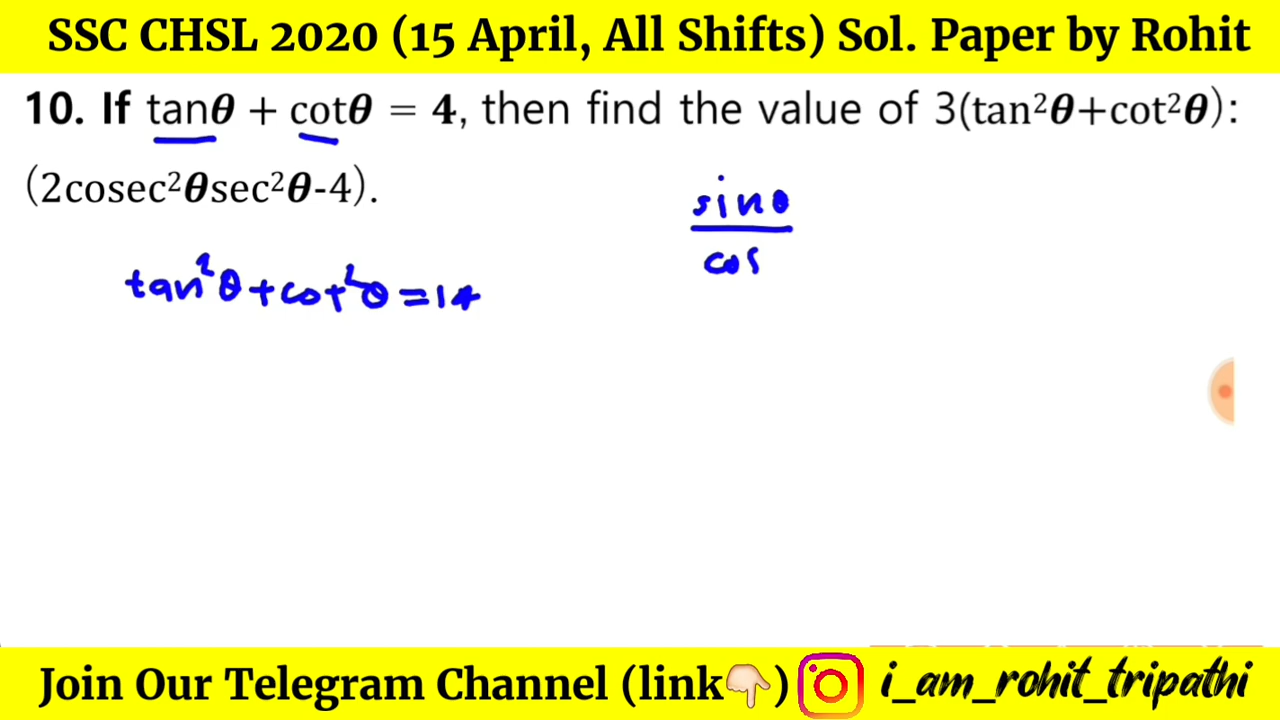 SSC CHSL 2020 (15 April, All Shifts) Sol. Paper by Rohit
10. If tanθ + cotθ = 4, then find the value of 3(tan²θ+cot²θ):
(2cosec²θsec²θ-4).
sinθ
cos
tan²θ+cot²θ=14
Join Our Telegram Channel (link👇🏻) i_am_rohit_tripathi